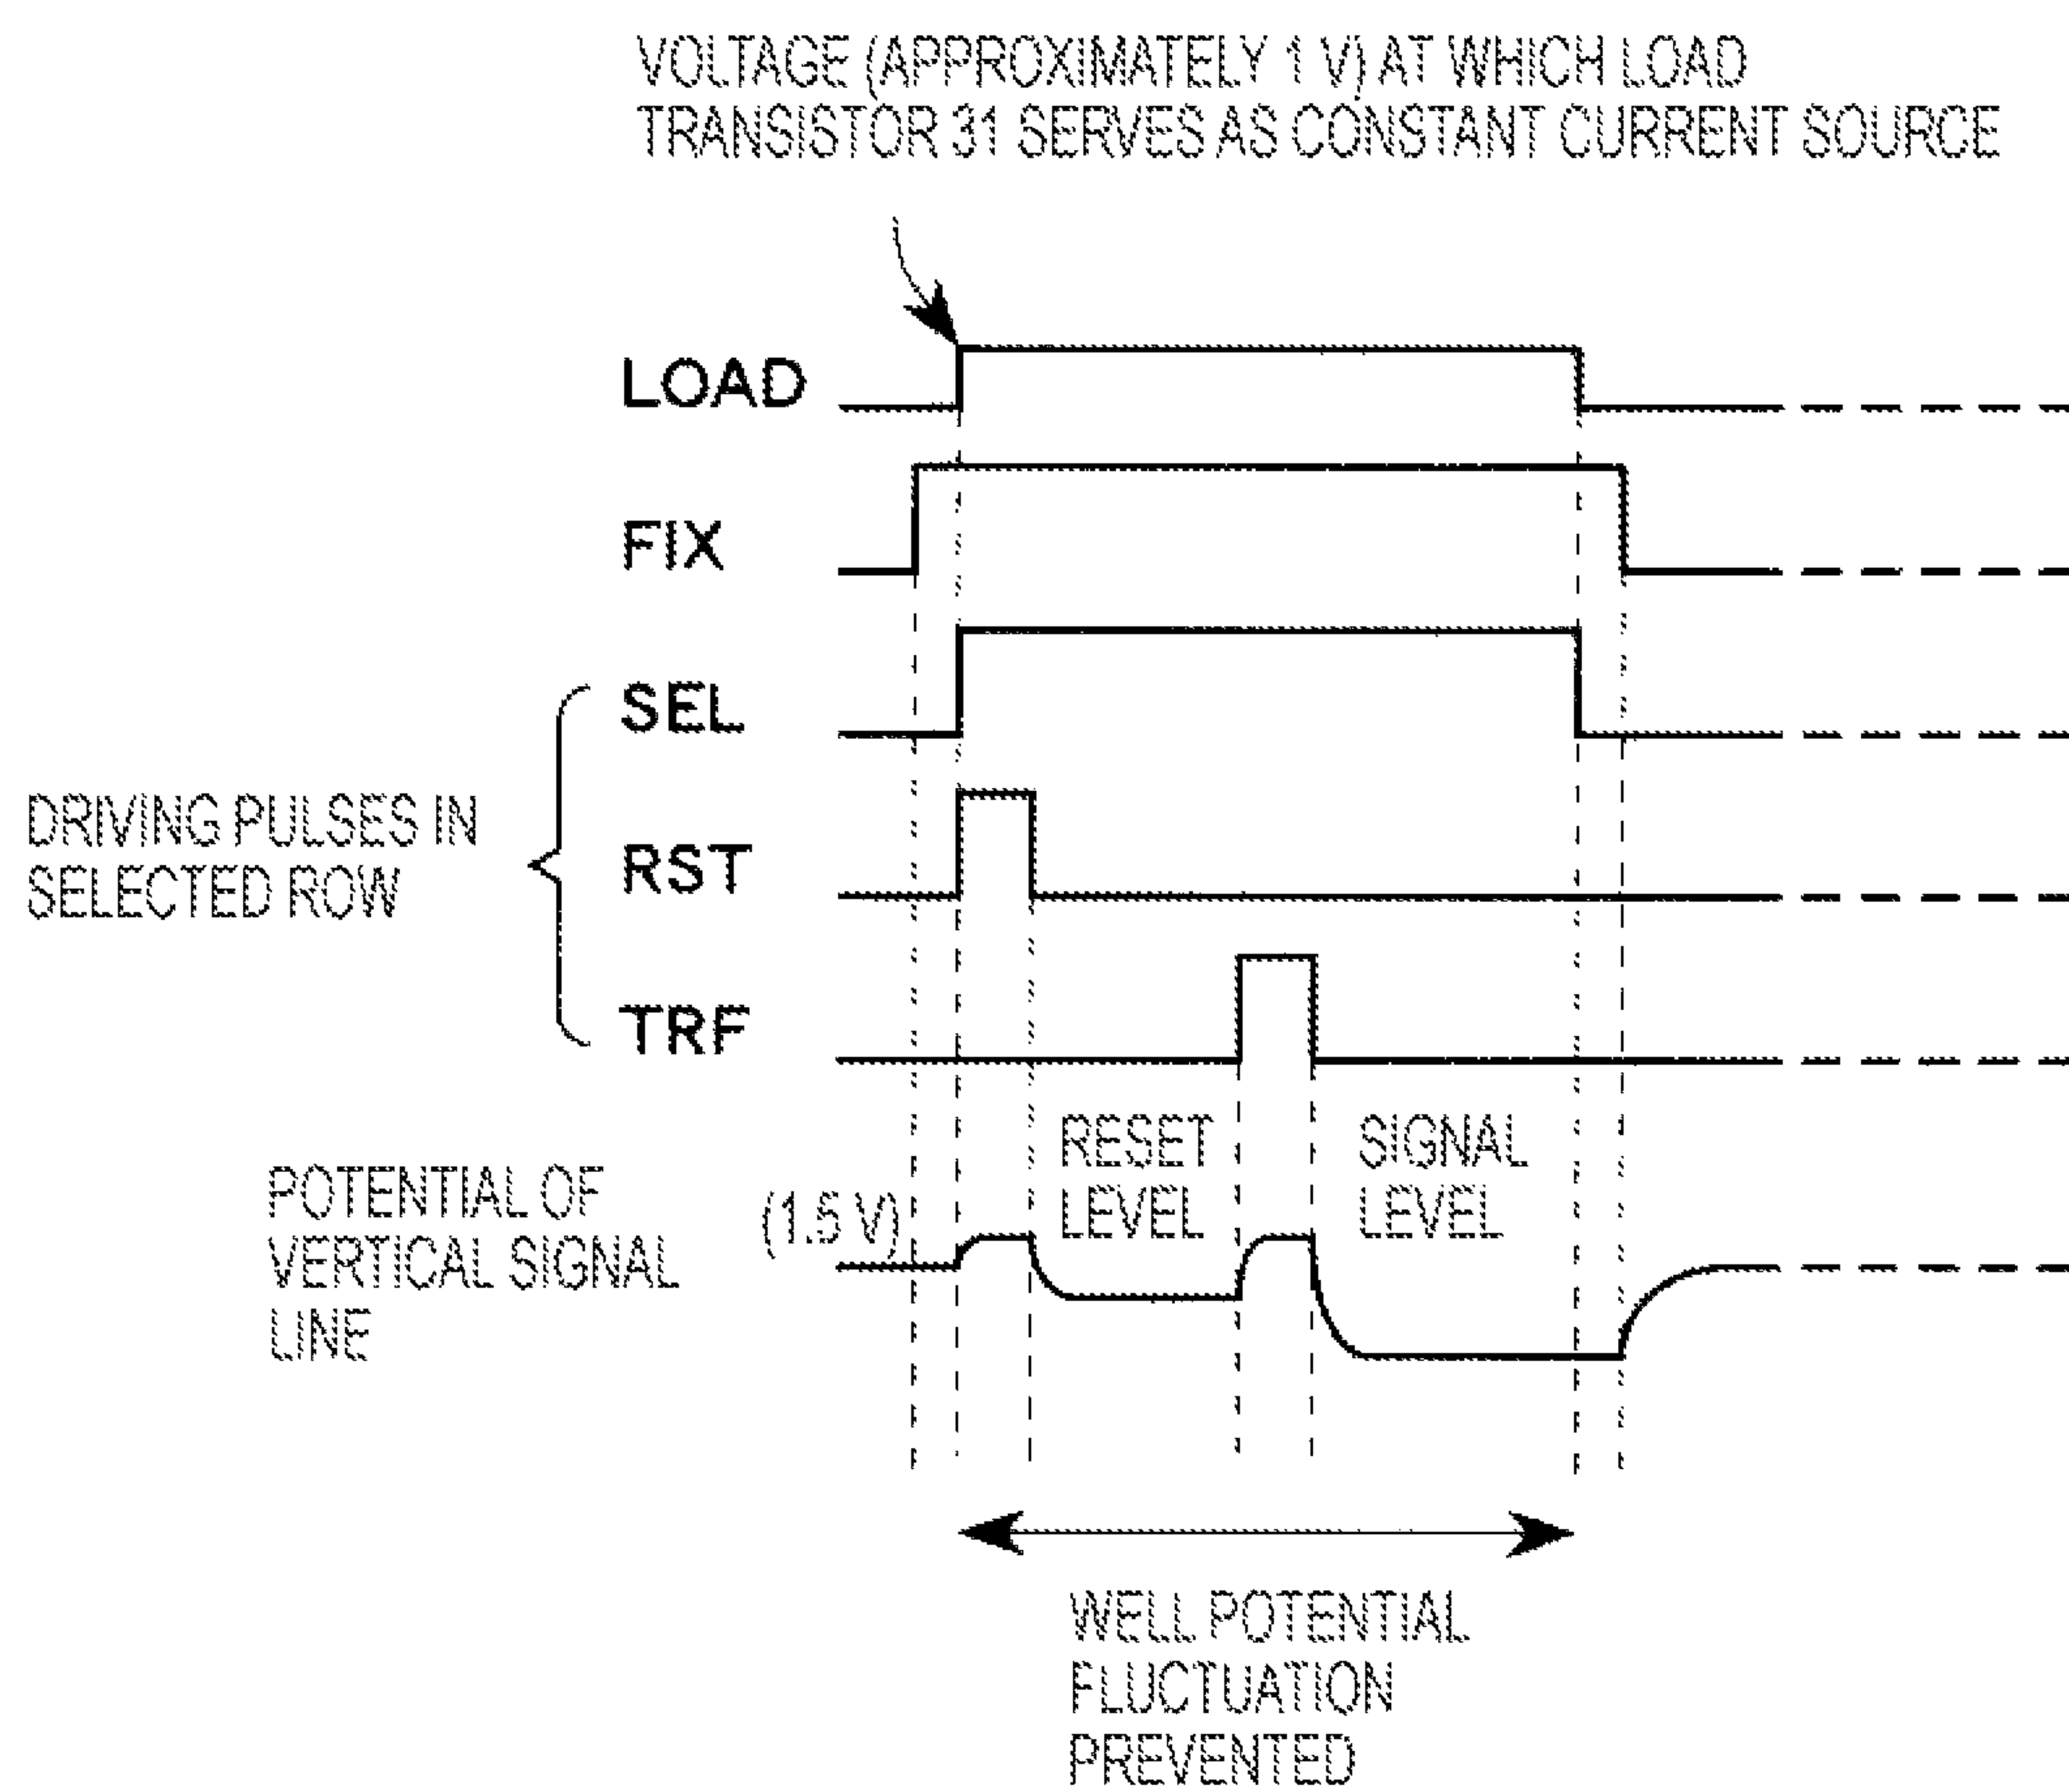 VOLTAGE (APPROXIMATELY 1 V) AT WHICH LOAD
TRANSISTOR 31 SERVES AS CONSTANT CURRENT SOURCE
LOAD
FIX
SEL
DRIVING PULSES IN
SELECTED ROW
RST
TRF
RESET
LEVEL
SIGNAL
LEVEL
POTENTIAL OF
VERTICAL SIGNAL
LINE
(1.5 V)
WELL POTENTIAL
FLUCTUATION
PREVENTED